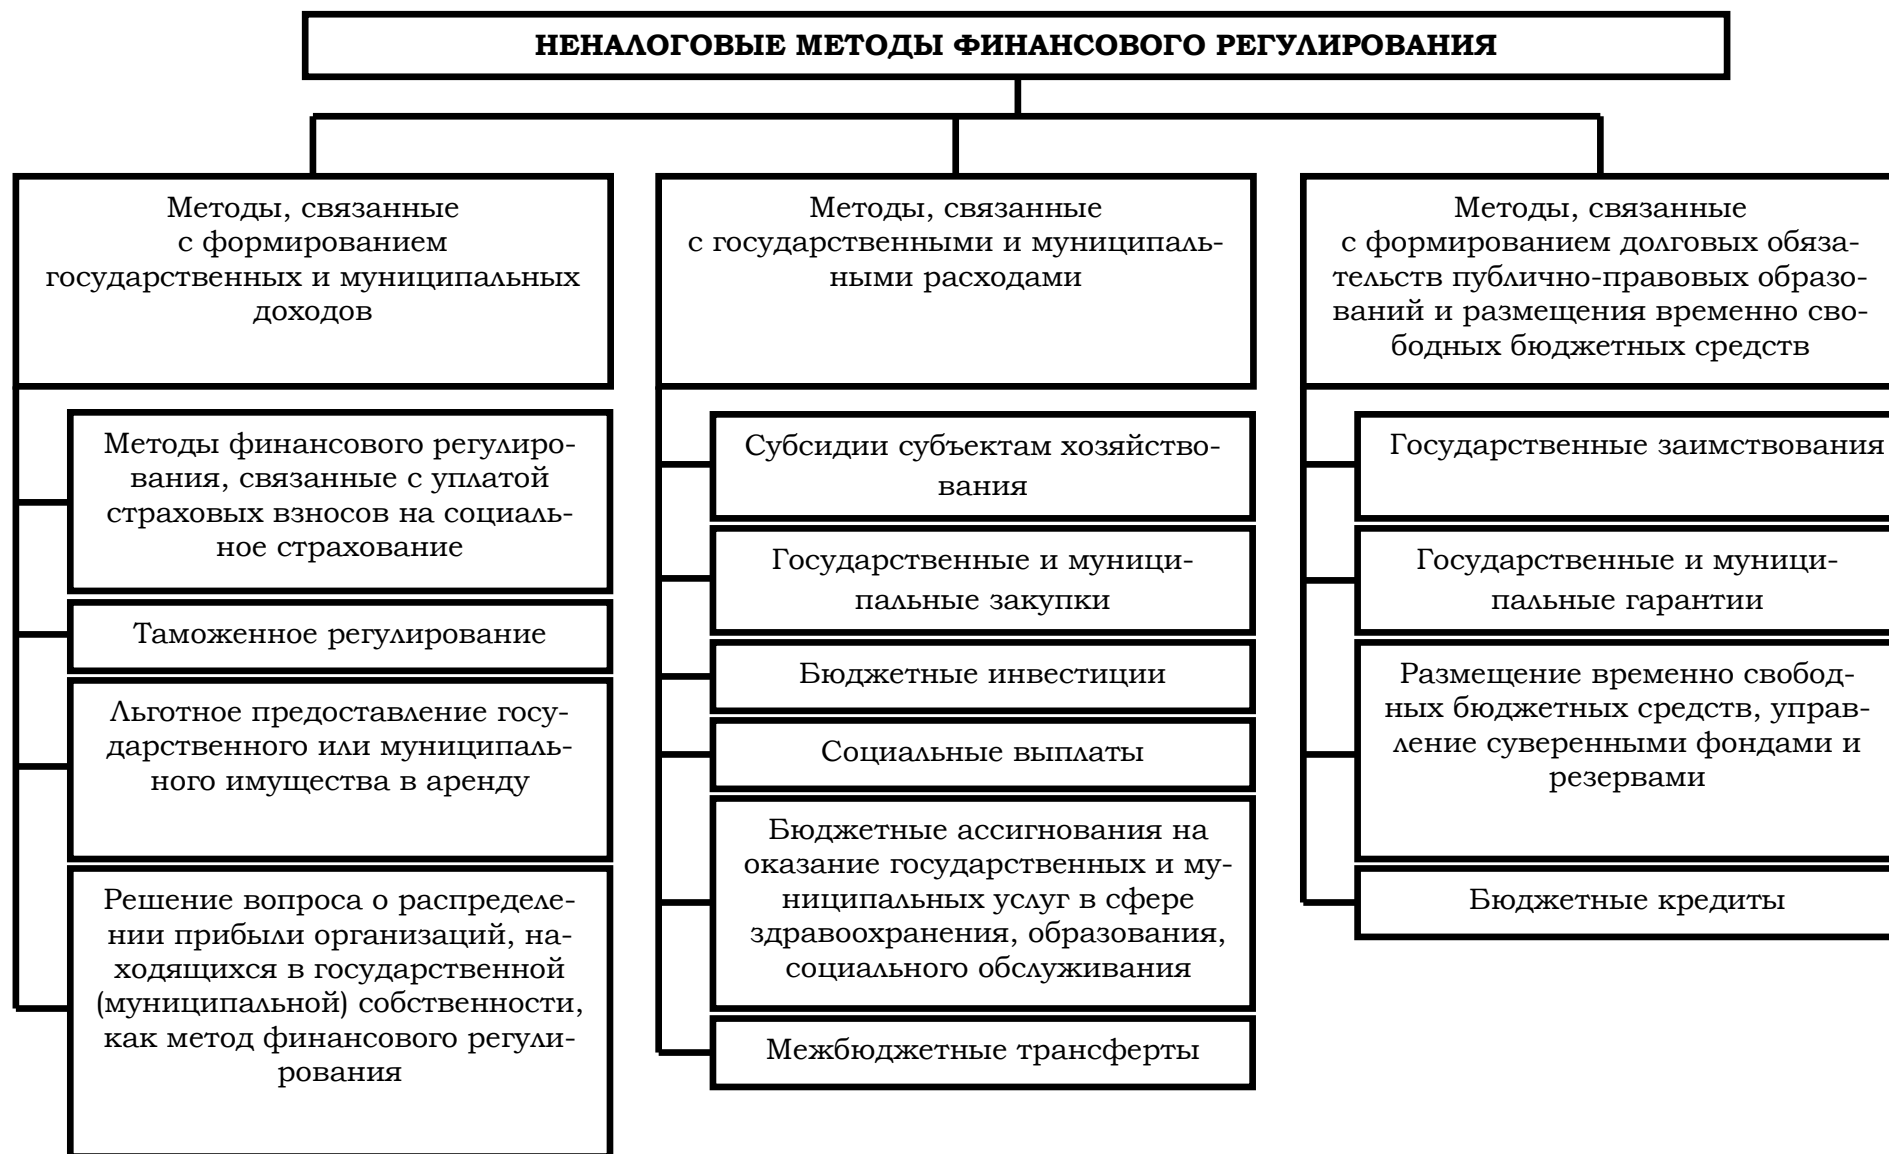 НЕНАЛОГОВЫЕ МЕТОДЫ ФИНАНСОВОГО РЕГУЛИРОВАНИЯ
Методы, связанные
с формированием
государственных и муниципальных
доходов
Методы финансового регулиро-
вания, связанные с уплатой
страховых взносов на социаль-
ное страхование
Таможенное регулирование
Льготное предоставление госу-
дарственного или муниципаль-
ного имущества в аренду
Решение вопроса о распределе-
нии прибыли организаций, на-
ходящихся в государственной
(муниципальной) собственности,
как метод финансового регули-
рования
Методы, связанные
с государственными и муниципаль-
ными расходами
Субсидии субъектам хозяйство-
вания
Государственные и муници-
пальные закупки
Бюджетные инвестиции
Социальные выплаты
Бюджетные ассигнования на
оказание государственных и му-
ниципальных услуг в сфере
здравоохранения, образования,
социального обслуживания
Межбюджетные трансферты
Методы, связанные
с формированием долговых обяза-
тельств публично-правовых образо-
ваний и размещения временно сво-
бодных бюджетных средств
Государственные заимствования
Государственные и муници-
пальные гарантии
Размещение временно свобод-
ных бюджетных средств, управ-
ление суверенными фондами и
резервами
Бюджетные кредиты